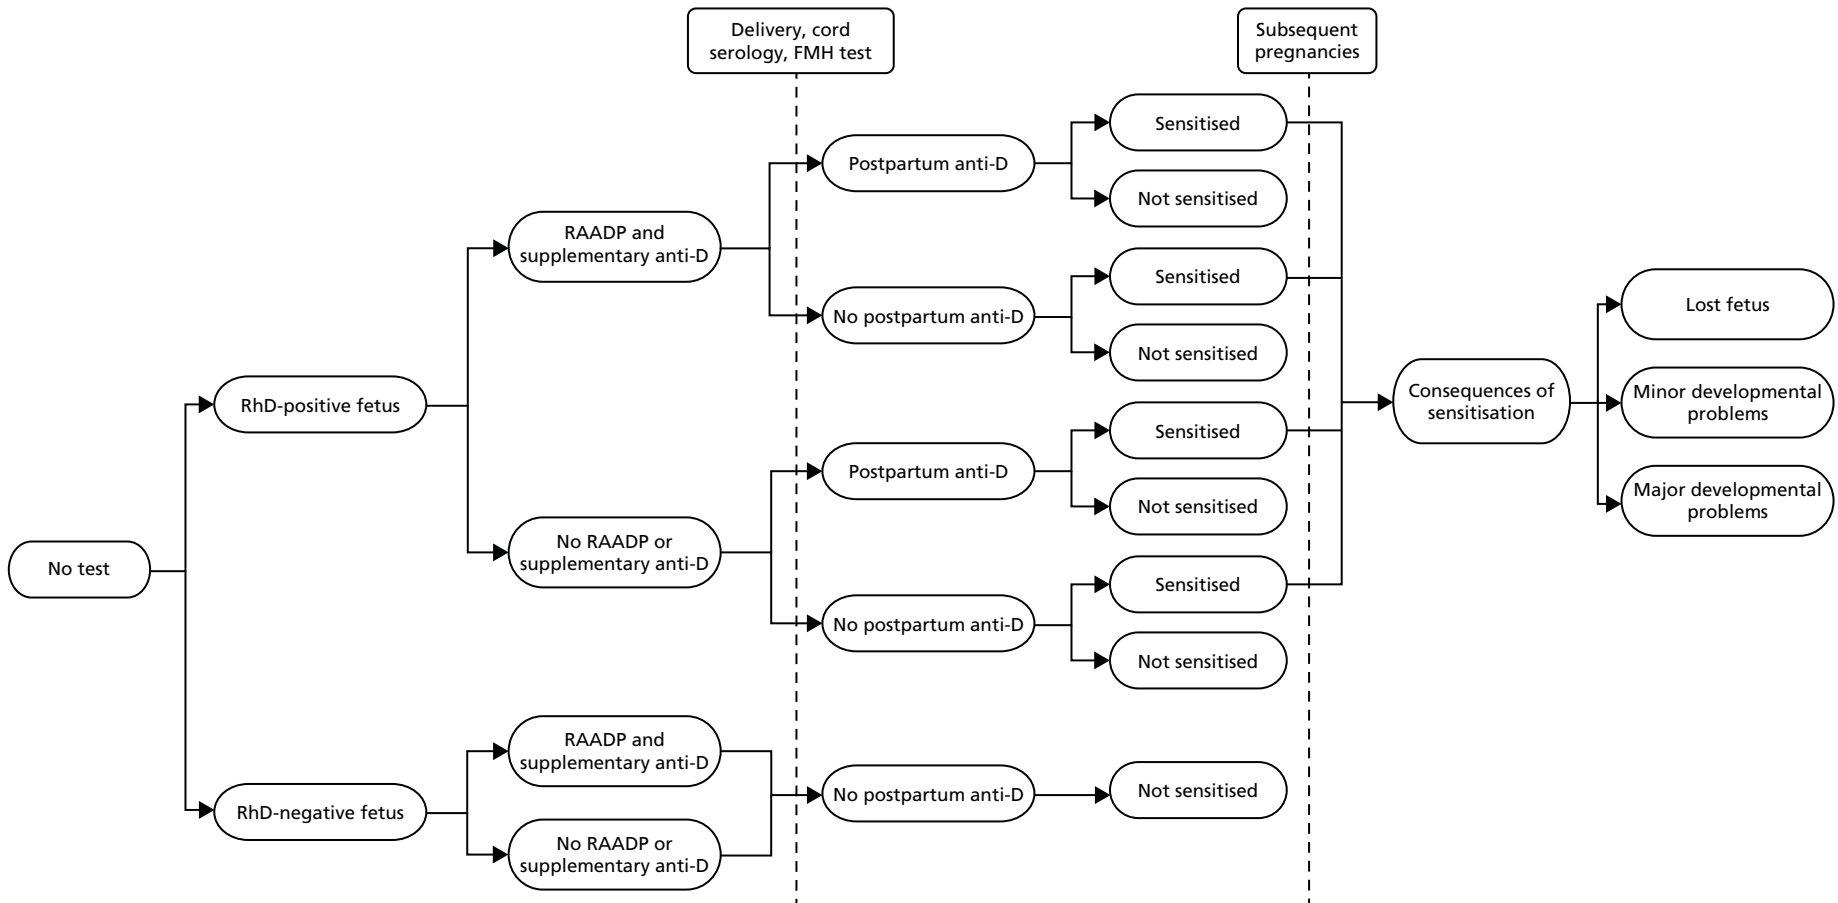 Delivery, cord
serology, FMH test
Subsequent
pregnancies
No test
RhD-positive fetus
RhD-negative fetus
RAADP and
supplementary anti-D
No RAADP or
supplementary anti-D
RAADP and
supplementary anti-D
No RAADP or
supplementary anti-D
Postpartum anti-D
No postpartum anti-D
Postpartum anti-D
No postpartum anti-D
No postpartum anti-D
Sensitised
Not sensitised
Sensitised
Not sensitised
Sensitised
Not sensitised
Sensitised
Not sensitised
Not sensitised
Consequences of
sensitisation
Lost fetus
Minor developmental
problems
Major developmental
problems